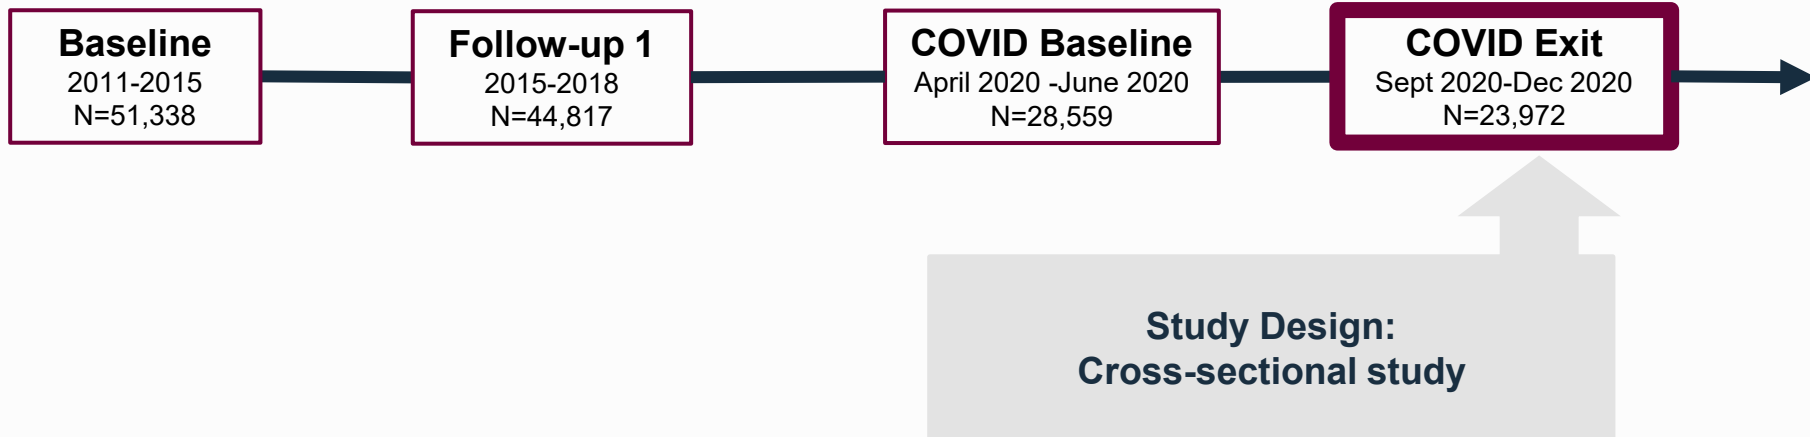 Baseline
2011-2015
N=51,338
Follow-up 1
2015-2018
N=44,817
COVID Baseline
April 2020 -June 2020
N=28,559
COVID Exit
Sept 2020-Dec 2020
N=23,972
Study Design:
Cross-sectional study